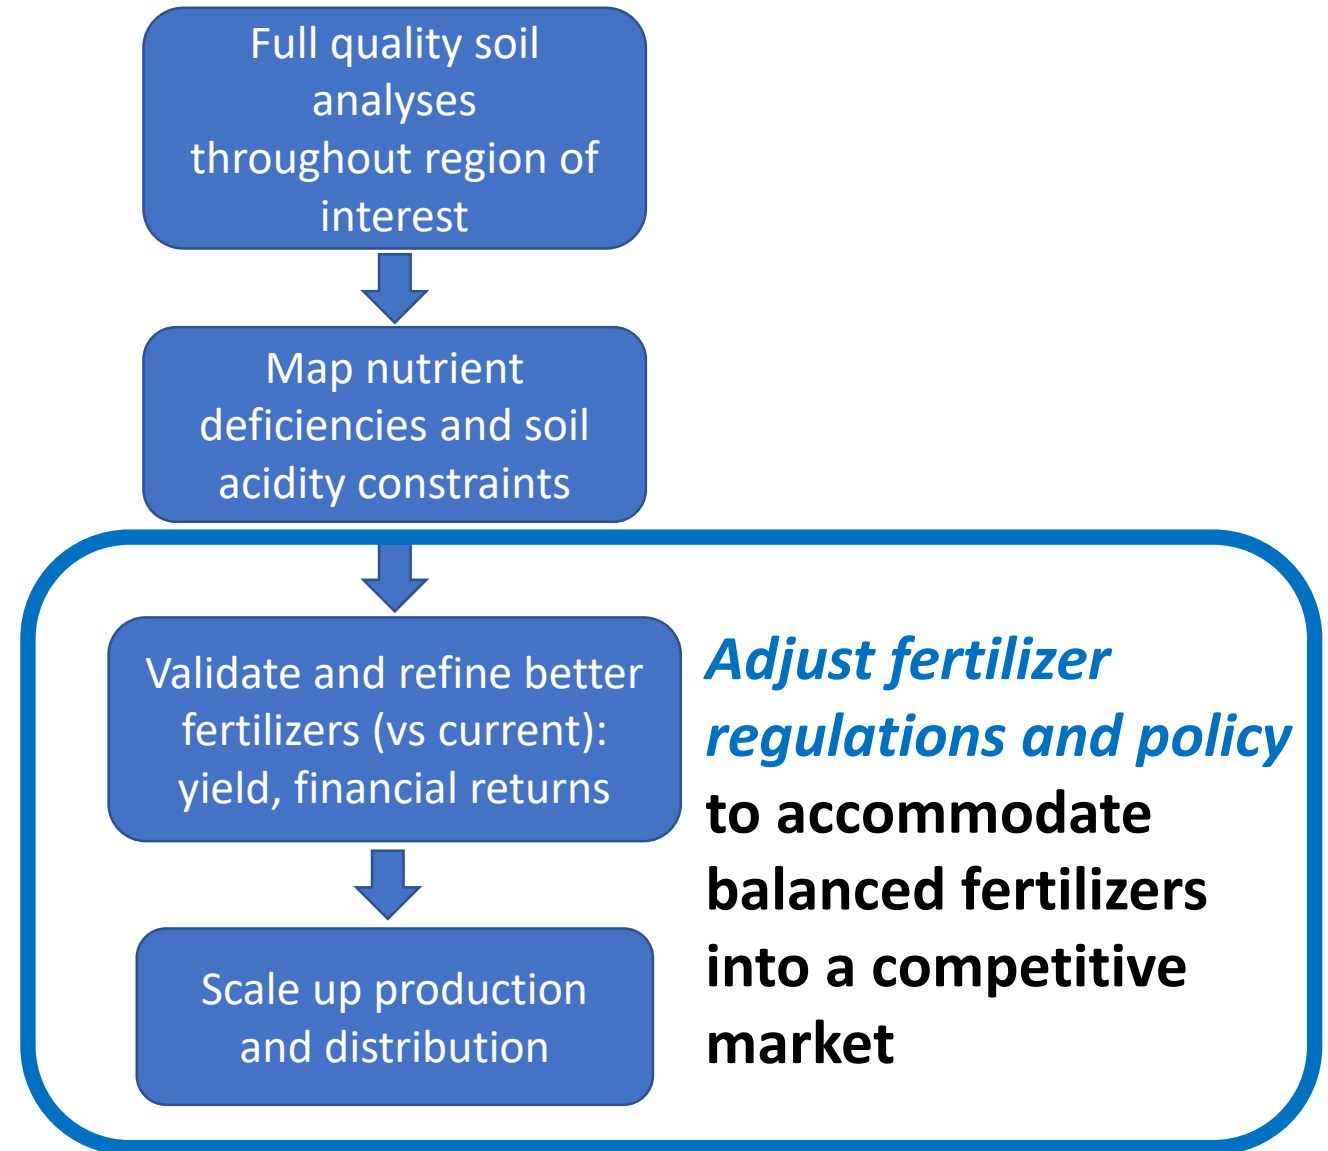 Full quality soil
analyses
throughout region of
interest
Map nutrient
deficiencies and soil
acidity constraints
Validate and refine better
fertilizers (vs current):
yield, financial returns
Scale up production
and distribution
Adjust fertilizer
regulations and policy
to accommodate
balanced fertilizers
into a competitive
market